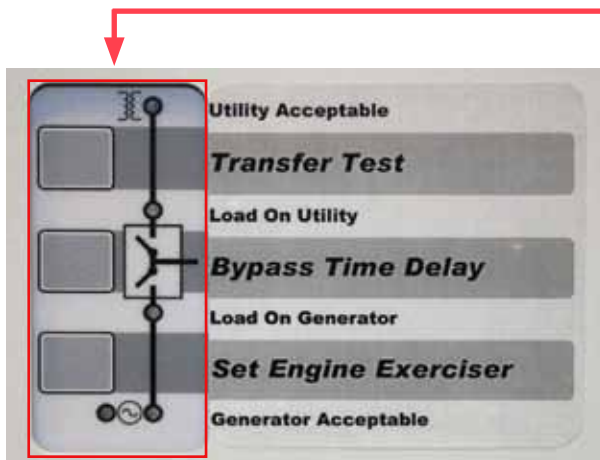 Utility Acceptable
Transfer Test
Load On Utility
Bypass Time Delay
Load On Generator
Set Engine Exerciser
Generator Acceptable